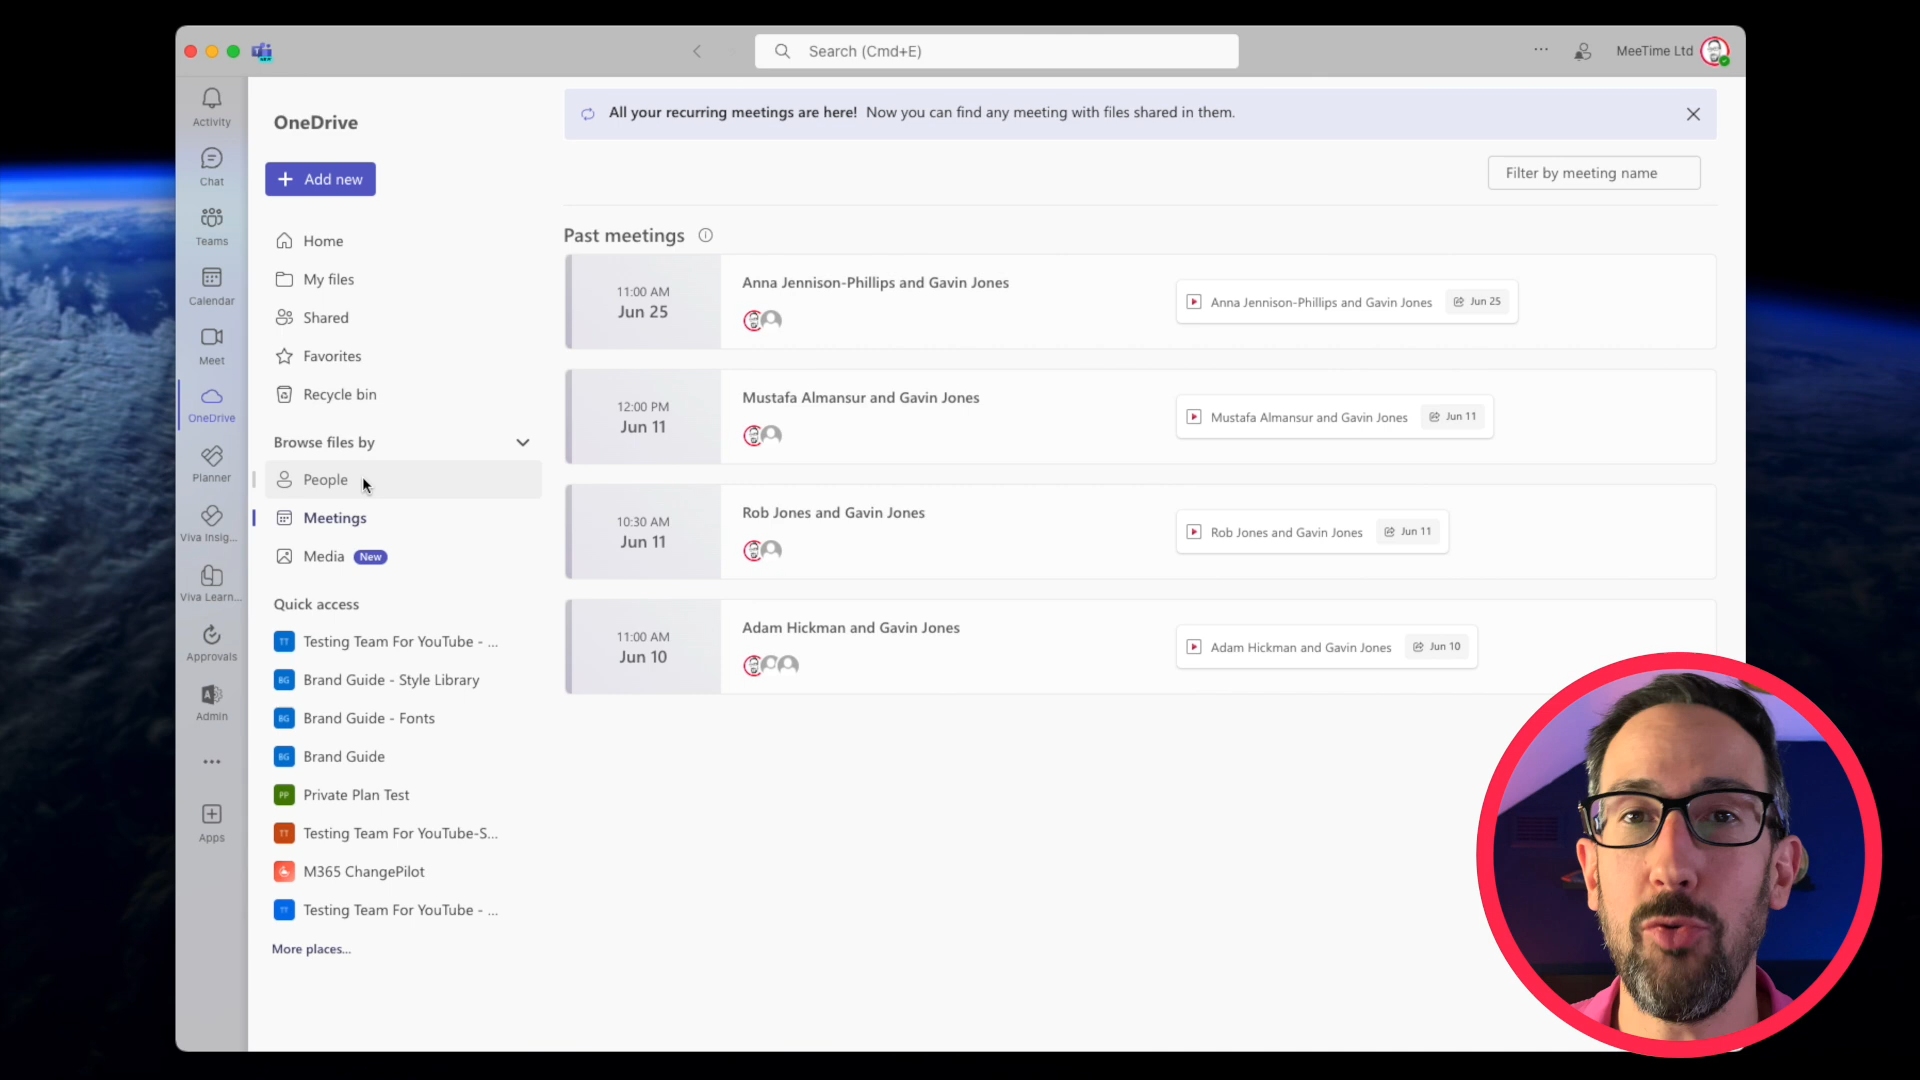 Search (Cmd+E)
MeeTime Ltd
Activity
Chat
Teams
Calendar
Meet
OneDrive
Planner
Viva Insig...
Viva Learn...
Approvals
Admin
Apps
OneDrive
Add new
Home
My files
Shared
Favorites
Recycle bin
Browse files by
People
Meetings
Media New
Quick access
TT Testing Team For YouTube - ...
BG Brand Guide - Style Library
BG Brand Guide - Fonts
BG Brand Guide
PP Private Plan Test
TT Testing Team For YouTube-S...
M365 ChangePilot
TT Testing Team For YouTube - ...
More places...
All your recurring meetings are here! Now you can find any meeting with files shared in them.
Filter by meeting name
Past meetings
11:00 AM
Jun 25
Anna Jennison-Phillips and Gavin Jones
Anna Jennison-Phillips and Gavin Jones Jun 25
12:00 PM
Jun 11
Mustafa Almansur and Gavin Jones
Mustafa Almansur and Gavin Jones Jun 11
10:30 AM
Jun 11
Rob Jones and Gavin Jones
Rob Jones and Gavin Jones Jun 11
11:00 AM
Jun 10
Adam Hickman and Gavin Jones
Adam Hickman and Gavin Jones Jun 10